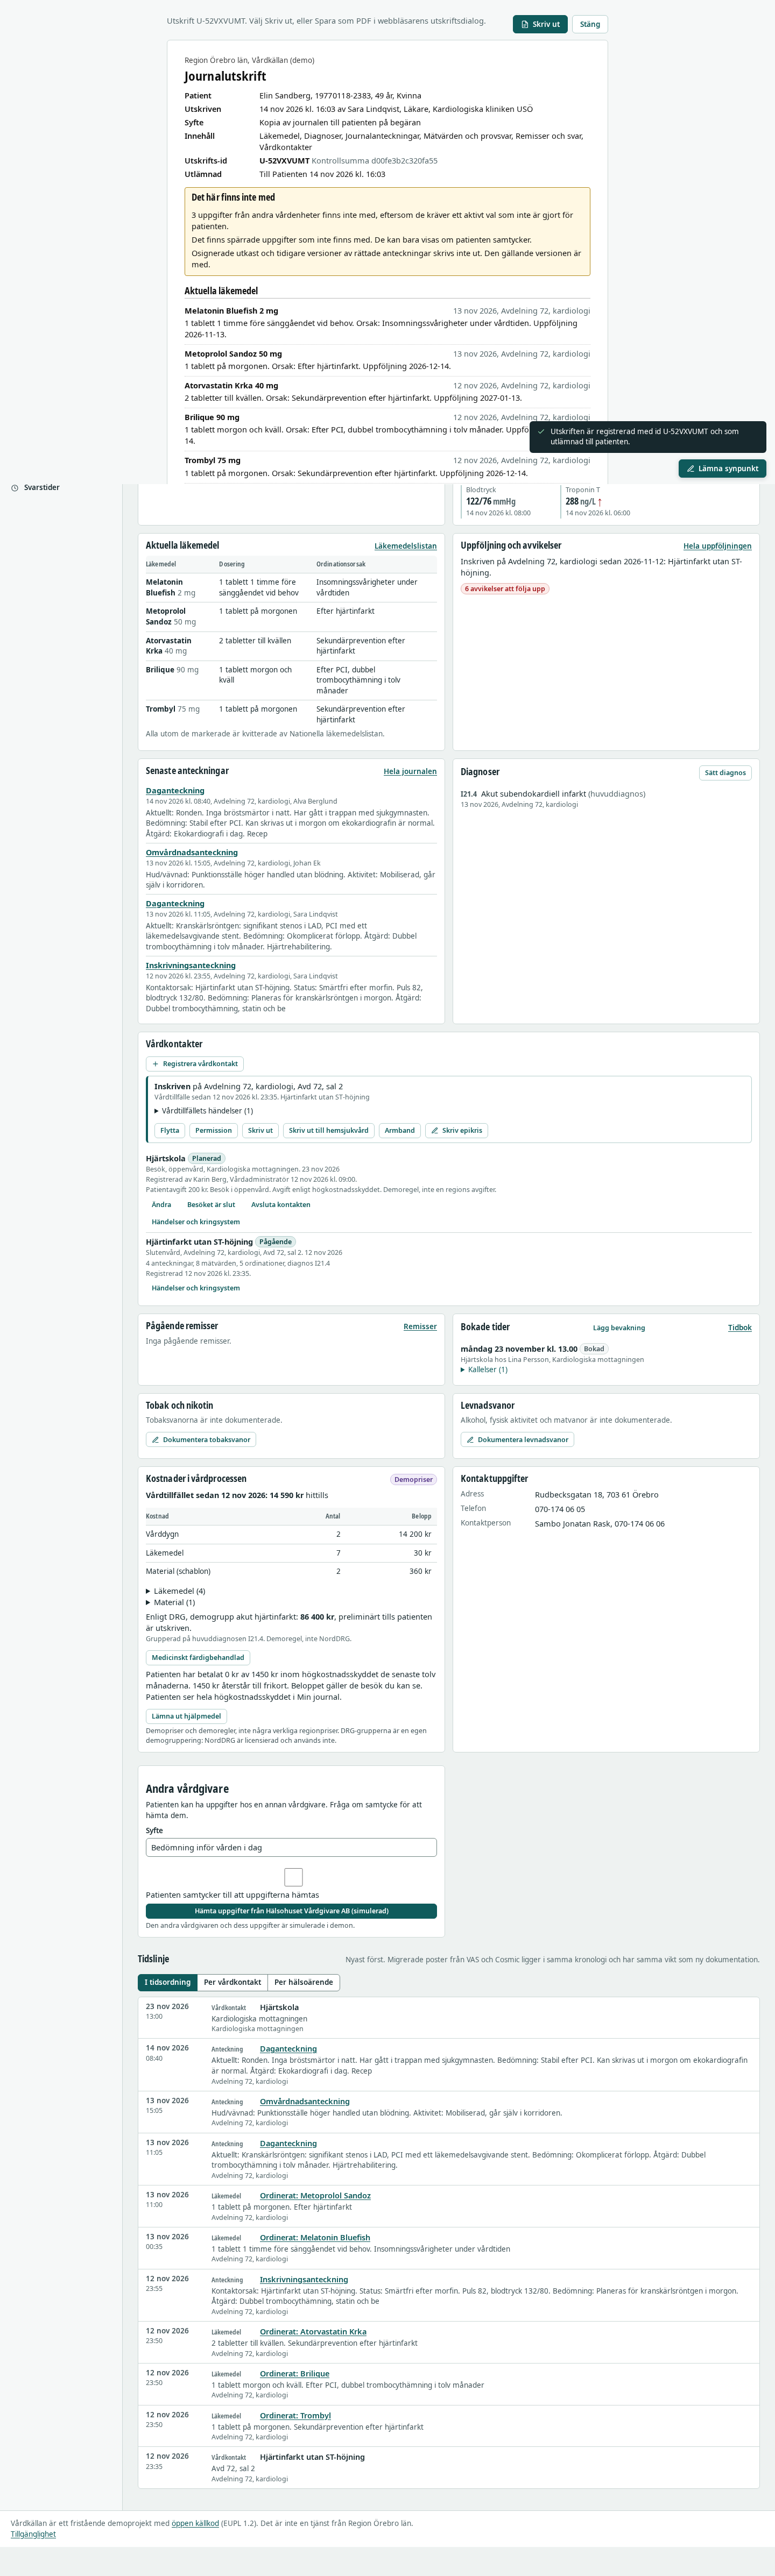 Utskrift U-52VXVUMT. Välj Skriv ut, eller Spara som PDF i webbläsarens utskriftsdialog.
Skriv ut
Stäng
Region Örebro län, Vårdkällan (demo)
Journalutskrift
Patient Elin Sandberg, 19770118-2383, 49 år, Kvinna
Utskriven 14 nov 2026 kl. 16:03 av Sara Lindqvist, Läkare, Kardiologiska kliniken USÖ
Syfte Kopia av journalen till patienten på begäran
Innehåll Läkemedel, Diagnoser, Journalanteckningar, Mätvärden och provsvar, Remisser och svar,
Vårdkontakter
Utskrifts-id U-52VXVUMT Kontrollsumma d00fe3b2c320fa55
Utlämnad Till Patienten 14 nov 2026 kl. 16:03
Det här finns inte med
3 uppgifter från andra vårdenheter finns inte med, eftersom de kräver ett aktivt val som inte är gjort för
patienten.
Det finns spärrade uppgifter som inte finns med. De kan bara visas om patienten samtycker.
Osignerade utkast och tidigare versioner av rättade anteckningar skrivs inte ut. Den gällande versionen är
med.
Aktuella läkemedel
Melatonin Bluefish 2 mg 13 nov 2026, Avdelning 72, kardiologi
1 tablett 1 timme före sänggåendet vid behov. Orsak: Insomningssvårigheter under vårdtiden. Uppföljning
2026-11-13.
Metoprolol Sandoz 50 mg 13 nov 2026, Avdelning 72, kardiologi
1 tablett på morgonen. Orsak: Efter hjärtinfarkt. Uppföljning 2026-12-14.
Atorvastatin Krka 40 mg 12 nov 2026, Avdelning 72, kardiologi
2 tabletter till kvällen. Orsak: Sekundärprevention efter hjärtinfarkt. Uppföljning 2027-01-13.
Brilique 90 mg 12 nov 2026, Avdelning 72, kardiologi
1 tablett morgon och kväll. Orsak: Efter PCI, dubbel trombocythämning i tolv månader.
14.
Trombyl 75 mg 12 nov 2026, Avdelning 72, kardiologi
1 tablett på morgonen. Orsak: Sekundärprevention efter hjärtinfarkt. Uppföljning 2026-12-14.
Utskriften är registrerad med id U-52VXVUMT och som
utlämnad till patienten.
Lämna synpunkt
Svarstider
Blodtryck
122/76 mmHg
14 nov 2026 kl. 08:00
Troponin T
288 ng/L ↑
14 nov 2026 kl. 06:00
Aktuella läkemedel
Läkemedelslistan
Läkemedel Dosering Ordinationsorsak
Melatonin Bluefish 2 mg 1 tablett 1 timme före sänggåendet vid behov Insomningssvårigheter under vårdtiden
Metoprolol Sandoz 50 mg 1 tablett på morgonen Efter hjärtinfarkt
Atorvastatin Krka 40 mg 2 tabletter till kvällen Sekundärprevention efter hjärtinfarkt
Brilique 90 mg 1 tablett morgon och kväll Efter PCI, dubbel trombocythämning i tolv månader
Trombyl 75 mg 1 tablett på morgonen Sekundärprevention efter hjärtinfarkt
Alla utom de markerade är kvitterade av Nationella läkemedelslistan.
Uppföljning och avvikelser
Hela uppföljningen
Inskriven på Avdelning 72, kardiologi sedan 2026-11-12: Hjärtinfarkt utan ST-
höjning.
6 avvikelser att följa upp
Senaste anteckningar
Hela journalen
Daganteckning
14 nov 2026 kl. 08:40, Avdelning 72, kardiologi, Alva Berglund
Aktuellt: Ronden. Inga bröstsmärtor i natt. Har gått i trappan med sjukgymnasten.
Bedömning: Stabil efter PCI. Kan skrivas ut i morgon om ekokardiografin är normal.
Åtgärd: Ekokardiografi i dag. Recep
Omvårdnadsanteckning
13 nov 2026 kl. 15:05, Avdelning 72, kardiologi, Johan Ek
Hud/vävnad: Punktionsställe höger handled utan blödning. Aktivitet: Mobiliserad, går
själv i korridoren.
Daganteckning
13 nov 2026 kl. 11:05, Avdelning 72, kardiologi, Sara Lindqvist
Aktuellt: Kranskärlsröntgen: signifikant stenos i LAD, PCI med ett
läkemedelsavgivande stent. Bedömning: Okomplicerat förlopp. Åtgärd: Dubbel
trombocythämning i tolv månader. Hjärtrehabilitering.
Inskrivningsanteckning
12 nov 2026 kl. 23:55, Avdelning 72, kardiologi, Sara Lindqvist
Kontaktorsak: Hjärtinfarkt utan ST-höjning. Status: Smärtfri efter morfin. Puls 82,
blodtryck 132/80. Bedömning: Planeras för kranskärlsröntgen i morgon. Åtgärd:
Dubbel trombocythämning, statin och be
Diagnoser
Sätt diagnos
I21.4 Akut subendokardiell infarkt (huvuddiagnos)
13 nov 2026, Avdelning 72, kardiologi
Vårdkontakter
Registrera vårdkontakt
Inskriven på Avdelning 72, kardiologi, Avd 72, sal 2
Vårdtillfälle sedan 12 nov 2026 kl. 23:35. Hjärtinfarkt utan ST-höjning
Vårdtillfällets händelser (1)
Flytta Permission Skriv ut Skriv ut till hemsjukvård Armband Skriv epikris
Hjärtskola Planerad
Besök, öppenvård, Kardiologiska mottagningen. 23 nov 2026
Registrerad av Karin Berg, Vårdadministratör 12 nov 2026 kl. 09:00.
Patientavgift 200 kr. Besök i öppenvård. Avgift enligt högkostnadsskyddet. Demoregel, inte en regions avgifter.
Ändra Besöket är slut Avsluta kontakten
Händelser och kringsystem
Hjärtinfarkt utan ST-höjning Pågående
Slutenvård, Avdelning 72, kardiologi, Avd 72, sal 2. 12 nov 2026
4 anteckningar, 8 mätvärden, 5 ordinationer, diagnos I21.4
Registrerad 12 nov 2026 kl. 23:35.
Händelser och kringsystem
Pågående remisser
Remisser
Inga pågående remisser.
Bokade tider
Lägg bevakning
Tidbok
måndag 23 november kl. 13.00 Bokad
Hjärtskola hos Lina Persson, Kardiologiska mottagningen
Kallelser (1)
Tobak och nikotin
Tobaksvanorna är inte dokumenterade.
Dokumentera tobaksvanor
Levnadsvanor
Alkohol, fysisk aktivitet och matvanor är inte dokumenterade.
Dokumentera levnadsvanor
Kostnader i vårdprocessen
Demopriser
Vårdtillfället sedan 12 nov 2026: 14 590 kr hittills
Kostnad Antal Belopp
Vårddygn 2 14 200 kr
Läkemedel 7 30 kr
Material (schablon) 2 360 kr
Läkemedel (4)
Material (1)
Enligt DRG, demogrupp akut hjärtinfarkt: 86 400 kr, preliminärt tills patienten
är utskriven.
Grupperad på huvuddiagnosen I21.4. Demoregel, inte NordDRG.
Medicinskt färdigbehandlad
Patienten har betalat 0 kr av 1450 kr inom högkostnadsskyddet de senaste tolv
månaderna. 1450 kr återstår till frikort. Beloppet gäller de besök du kan se.
Patienten ser hela högkostnadsskyddet i Min journal.
Lämna ut hjälpmedel
Demopriser och demoregler, inte några verkliga regionpriser. DRG-grupperna är en egen
demogruppering: NordDRG är licensierad och används inte.
Kontaktuppgifter
Adress Rudbecksgatan 18, 703 61 Örebro
Telefon 070-174 06 05
Kontaktperson Sambo Jonatan Rask, 070-174 06 06
Andra vårdgivare
Patienten kan ha uppgifter hos en annan vårdgivare. Fråga om samtycke för att
hämta dem.
Syfte
Bedömning inför vården i dag
Patienten samtycker till att uppgifterna hämtas
Hämta uppgifter från Hälsohuset Vårdgivare AB (simulerad)
Den andra vårdgivaren och dess uppgifter är simulerade i demon.
Tidslinje
Nyast först. Migrerade poster från VAS och Cosmic ligger i samma kronologi och har samma vikt som ny dokumentation.
I tidsordning Per vårdkontakt Per hälsoärende
23 nov 2026 Vårdkontakt Hjärtskola
13:00 Kardiologiska mottagningen
Kardiologiska mottagningen
14 nov 2026 Anteckning Daganteckning
08:40 Aktuellt: Ronden. Inga bröstsmärtor i natt. Har gått i trappan med sjukgymnasten. Bedömning: Stabil efter PCI. Kan skrivas ut i morgon om ekokardiografin
är normal. Åtgärd: Ekokardiografi i dag. Recep
Avdelning 72, kardiologi
13 nov 2026 Anteckning Omvårdnadsanteckning
15:05 Hud/vävnad: Punktionsställe höger handled utan blödning. Aktivitet: Mobiliserad, går själv i korridoren.
Avdelning 72, kardiologi
13 nov 2026 Anteckning Daganteckning
11:05 Aktuellt: Kranskärlsröntgen: signifikant stenos i LAD, PCI med ett läkemedelsavgivande stent. Bedömning: Okomplicerat förlopp. Åtgärd: Dubbel
trombocythämning i tolv månader. Hjärtrehabilitering.
Avdelning 72, kardiologi
13 nov 2026 Läkemedel Ordinerat: Metoprolol Sandoz
11:00 1 tablett på morgonen. Efter hjärtinfarkt
Avdelning 72, kardiologi
13 nov 2026 Läkemedel Ordinerat: Melatonin Bluefish
00:35 1 tablett 1 timme före sänggåendet vid behov. Insomningssvårigheter under vårdtiden
Avdelning 72, kardiologi
12 nov 2026 Anteckning Inskrivningsanteckning
23:55 Kontaktorsak: Hjärtinfarkt utan ST-höjning. Status: Smärtfri efter morfin. Puls 82, blodtryck 132/80. Bedömning: Planeras för kranskärlsröntgen i morgon.
Åtgärd: Dubbel trombocythämning, statin och be
Avdelning 72, kardiologi
12 nov 2026 Läkemedel Ordinerat: Atorvastatin Krka
23:50 2 tabletter till kvällen. Sekundärprevention efter hjärtinfarkt
Avdelning 72, kardiologi
12 nov 2026 Läkemedel Ordinerat: Brilique
23:50 1 tablett morgon och kväll. Efter PCI, dubbel trombocythämning i tolv månader
Avdelning 72, kardiologi
12 nov 2026 Läkemedel Ordinerat: Trombyl
23:50 1 tablett på morgonen. Sekundärprevention efter hjärtinfarkt
Avdelning 72, kardiologi
12 nov 2026 Vårdkontakt Hjärtinfarkt utan ST-höjning
23:35 Avd 72, sal 2
Avdelning 72, kardiologi
Vårdkällan är ett fristående demoprojekt med öppen källkod (EUPL 1.2). Det är inte en tjänst från Region Örebro län.
Tillgänglighet